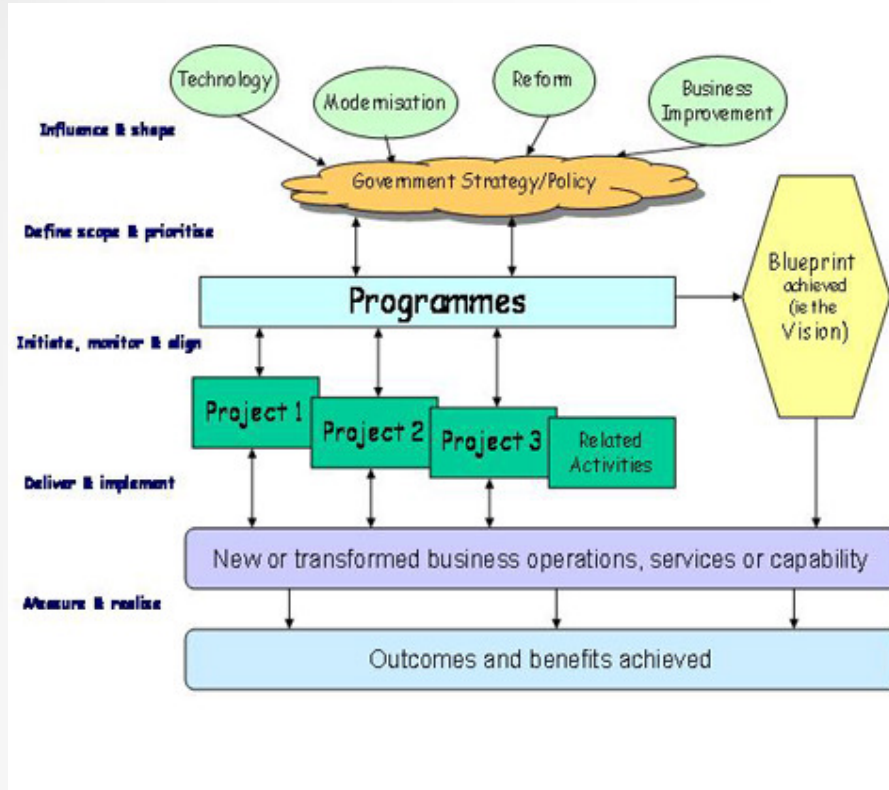 Technology
Modernisation
Reform
Business
Improvement
Influence & shape
Government Strategy/Policy
Define scope & prioritise
Programmes
Blueprint
achieved
(ie the
Vision)
Initiate, monitor & align
Project 1
Project 2
Project 3
Related
Activities
Deliver & implement
New or transformed business operations, services or capability
Measure & realise
Outcomes and benefits achieved